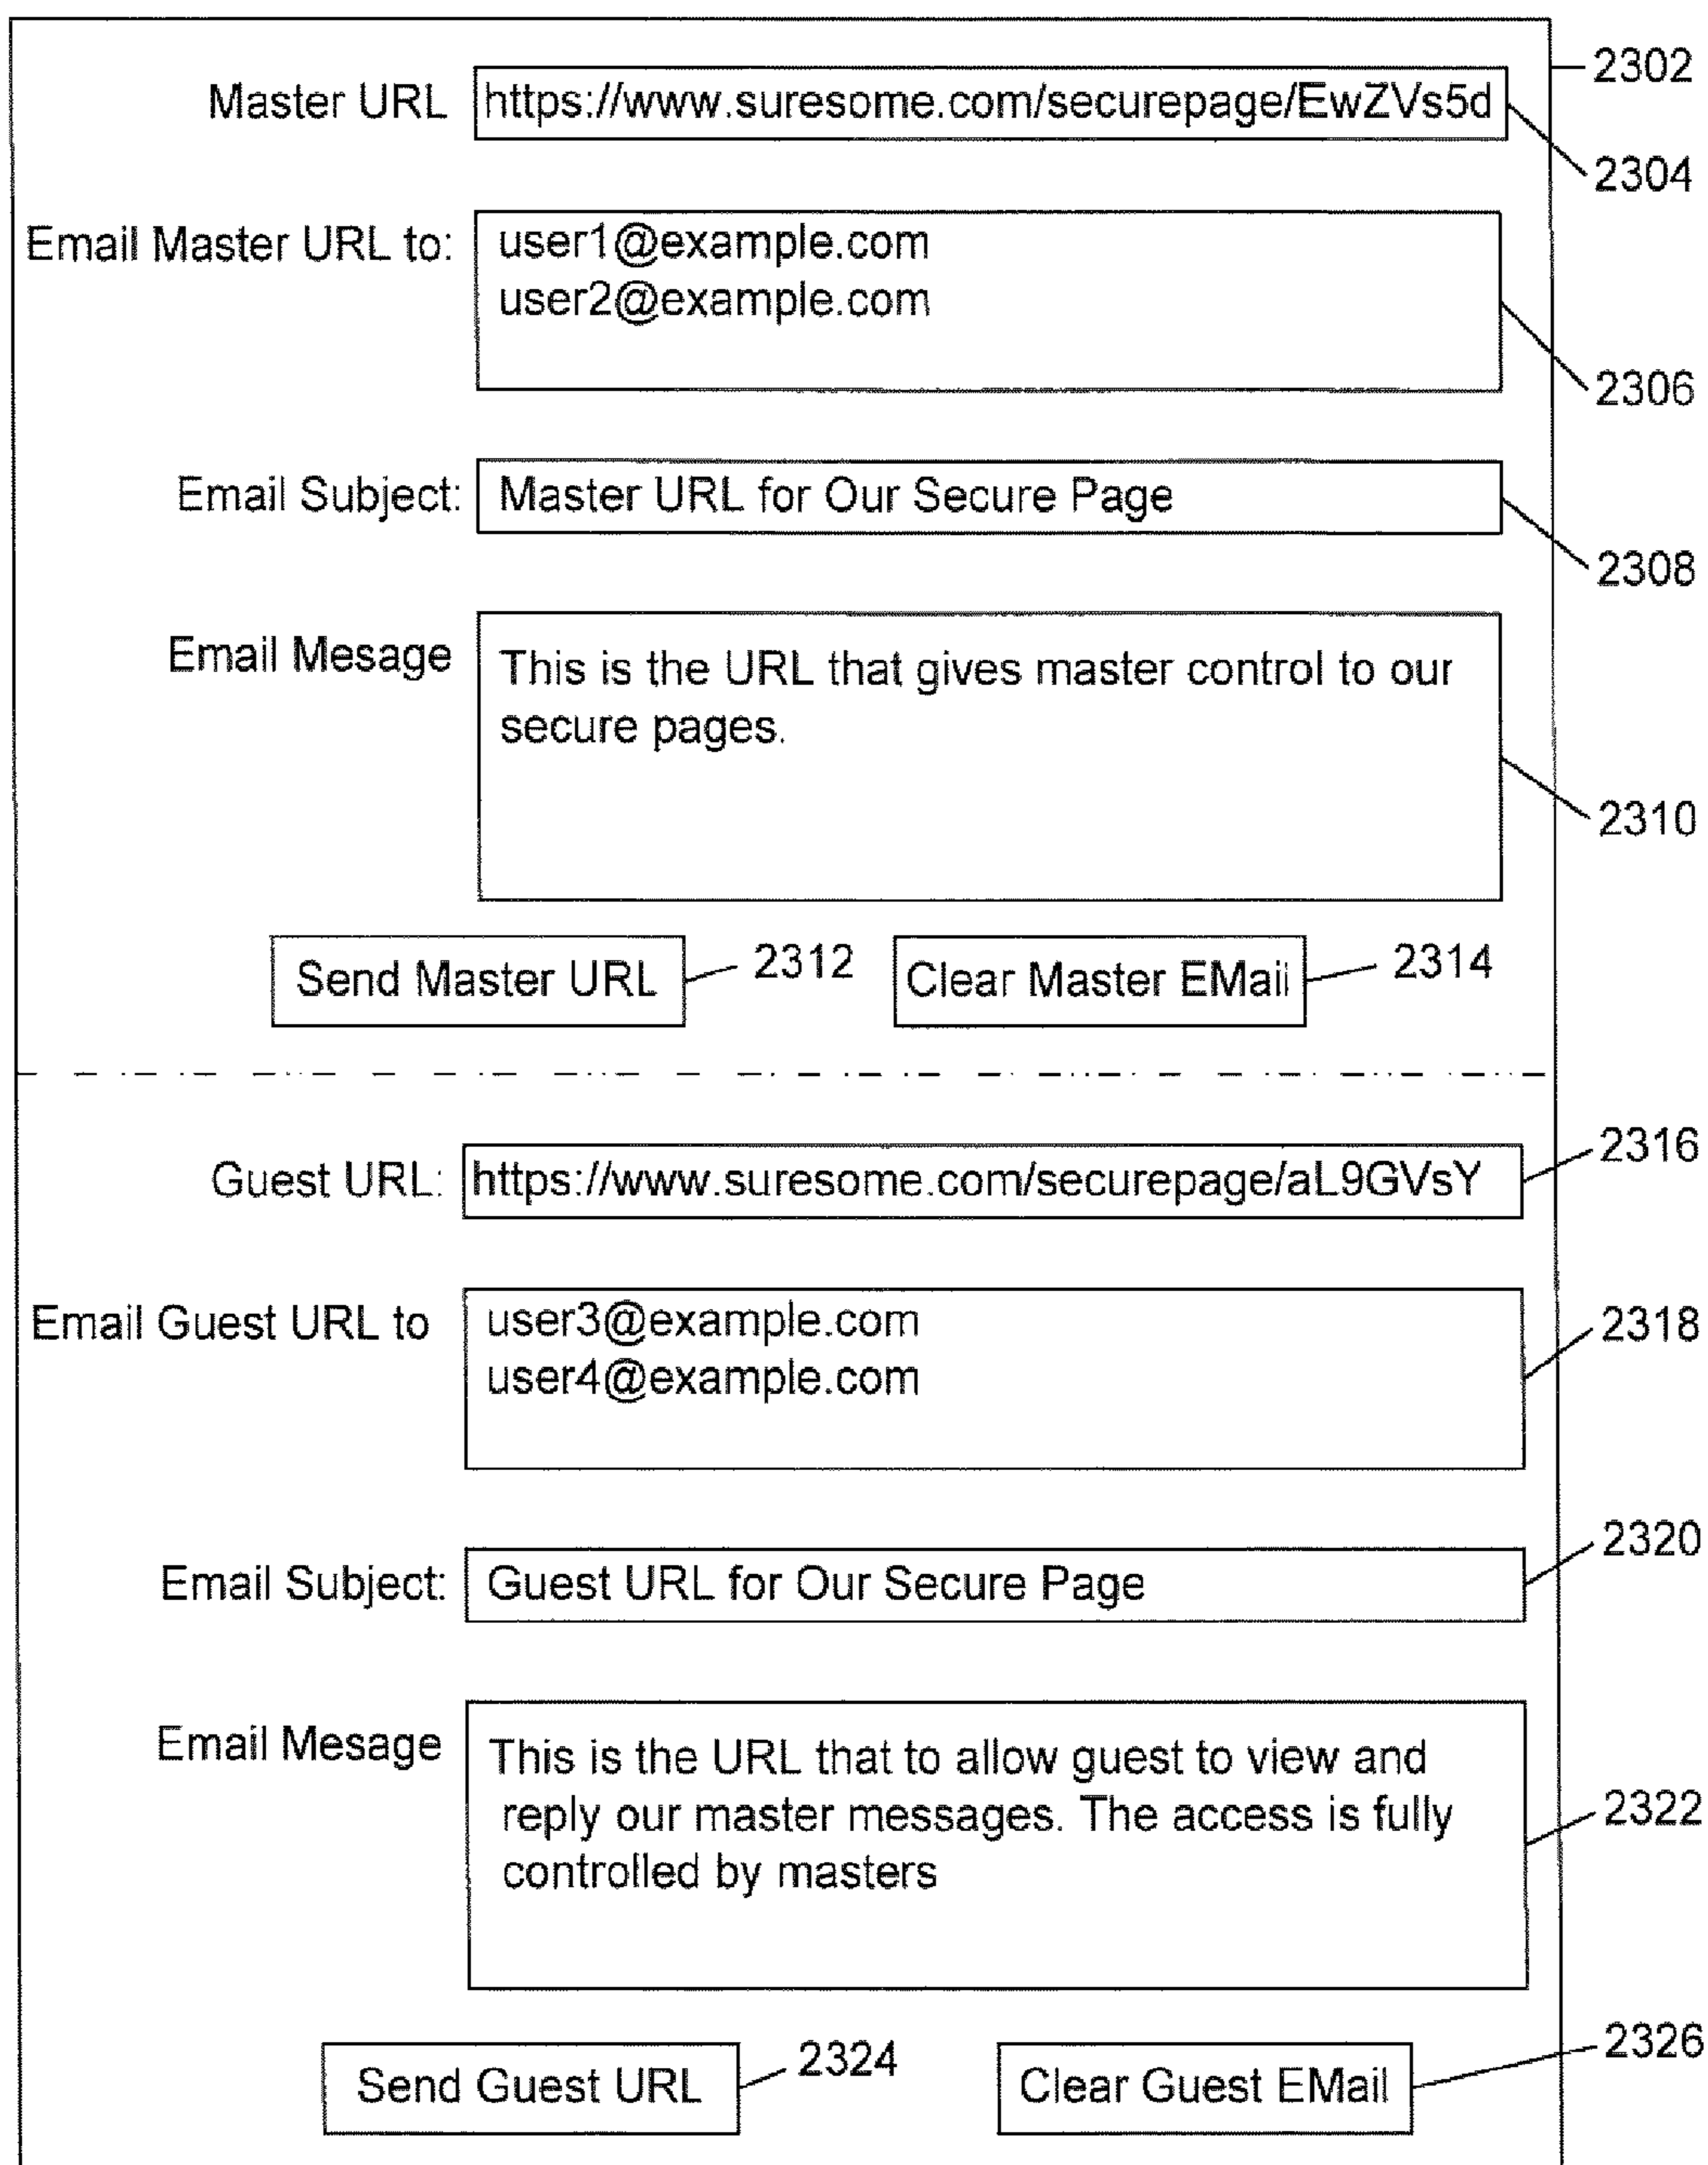 2302
Master URL https://www.suresome.com/securepage/EwZVs5d
2304
Email Master URL to: user1@example.com
user2@example.com
2306
Email Subject: Master URL for Our Secure Page
2308
Email Mesage This is the URL that gives master control to our
secure pages.
2310
Send Master URL 2312 Clear Master EMail 2314
Guest URL: https://www.suresome.com/securepage/aL9GVsY 2316
Email Guest URL to user3@example.com 2318
user4@example.com
2320
Email Subject: Guest URL for Our Secure Page
Email Mesage This is the URL that to allow guest to view and
reply our master messages. The access is fully 2322
controlled by masters
Send Guest URL 2324 Clear Guest EMail 2326